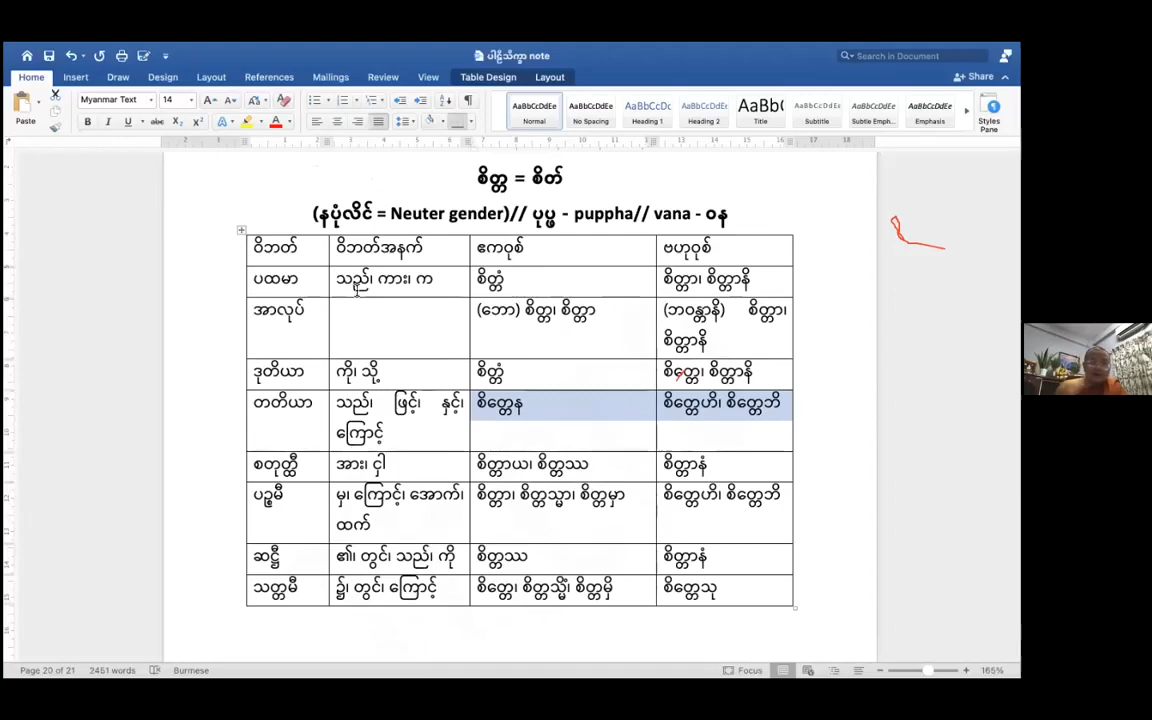 ပါဠိသိက္ခာ note
Search in Document
Home Insert Draw Design Layout References Mailings Review View Table Design Layout
Share
Paste
Myanmar Text 14
AaBbCcDdEe AaBbCcDdEe AaBbCcDc AaBbCcDdEe AaBb( AaBbCcDdEe AaBbCcDdEe AaBbCcDdEe
Normal No Spacing Heading 1 Heading 2 Title Subtitle Subtle Emph... Emphasis Styles Pane
စိတ္တ = စိတ်
(နပုံလိင် = Neuter gender)// ပုပ္ဖ - puppha// vana - ဝန
ဝိဘတ် ဝိဘတ်အနက် ဧကဝုစ် ဗဟုဝုစ်
ပထမာ သည်၊ ကား၊ က စိတ္တံ စိတ္တာ၊ စိတ္တာနိ
အာလုပ် (ဘော) စိတ္တ၊ စိတ္တာ (ဘဝန္တာနိ) စိတ္တာ၊
စိတ္တာနိ
ဒုတိယာ ကို၊ သို့ စိတ္တံ စိတ္တေ၊ စိတ္တာနိ
တတိယာ သည်၊ ဖြင့်၊ နှင့်၊ စိတ္တေန စိတ္တေဟိ၊ စိတ္တေဘိ
ကြောင့်
စတုတ္ထီ အား၊ ငှါ စိတ္တာယ၊ စိတ္တဿ စိတ္တာနံ
ပဉ္စမီ မှ၊ ကြောင့်၊ အောက်၊ စိတ္တာ၊ စိတ္တသ္မာ၊ စိတ္တမှာ စိတ္တေဟိ၊ စိတ္တေဘိ
ထက်
ဆဋ္ဌီ ၏၊ တွင်၊ သည်၊ ကို စိတ္တဿ စိတ္တာနံ
သတ္တမီ ၌၊ တွင်၊ ကြောင့် စိတ္တေ၊ စိတ္တသ္မိံ၊ စိတ္တမှိ စိတ္တေသု
Page 20 of 21 2451 words Burmese Focus 165%